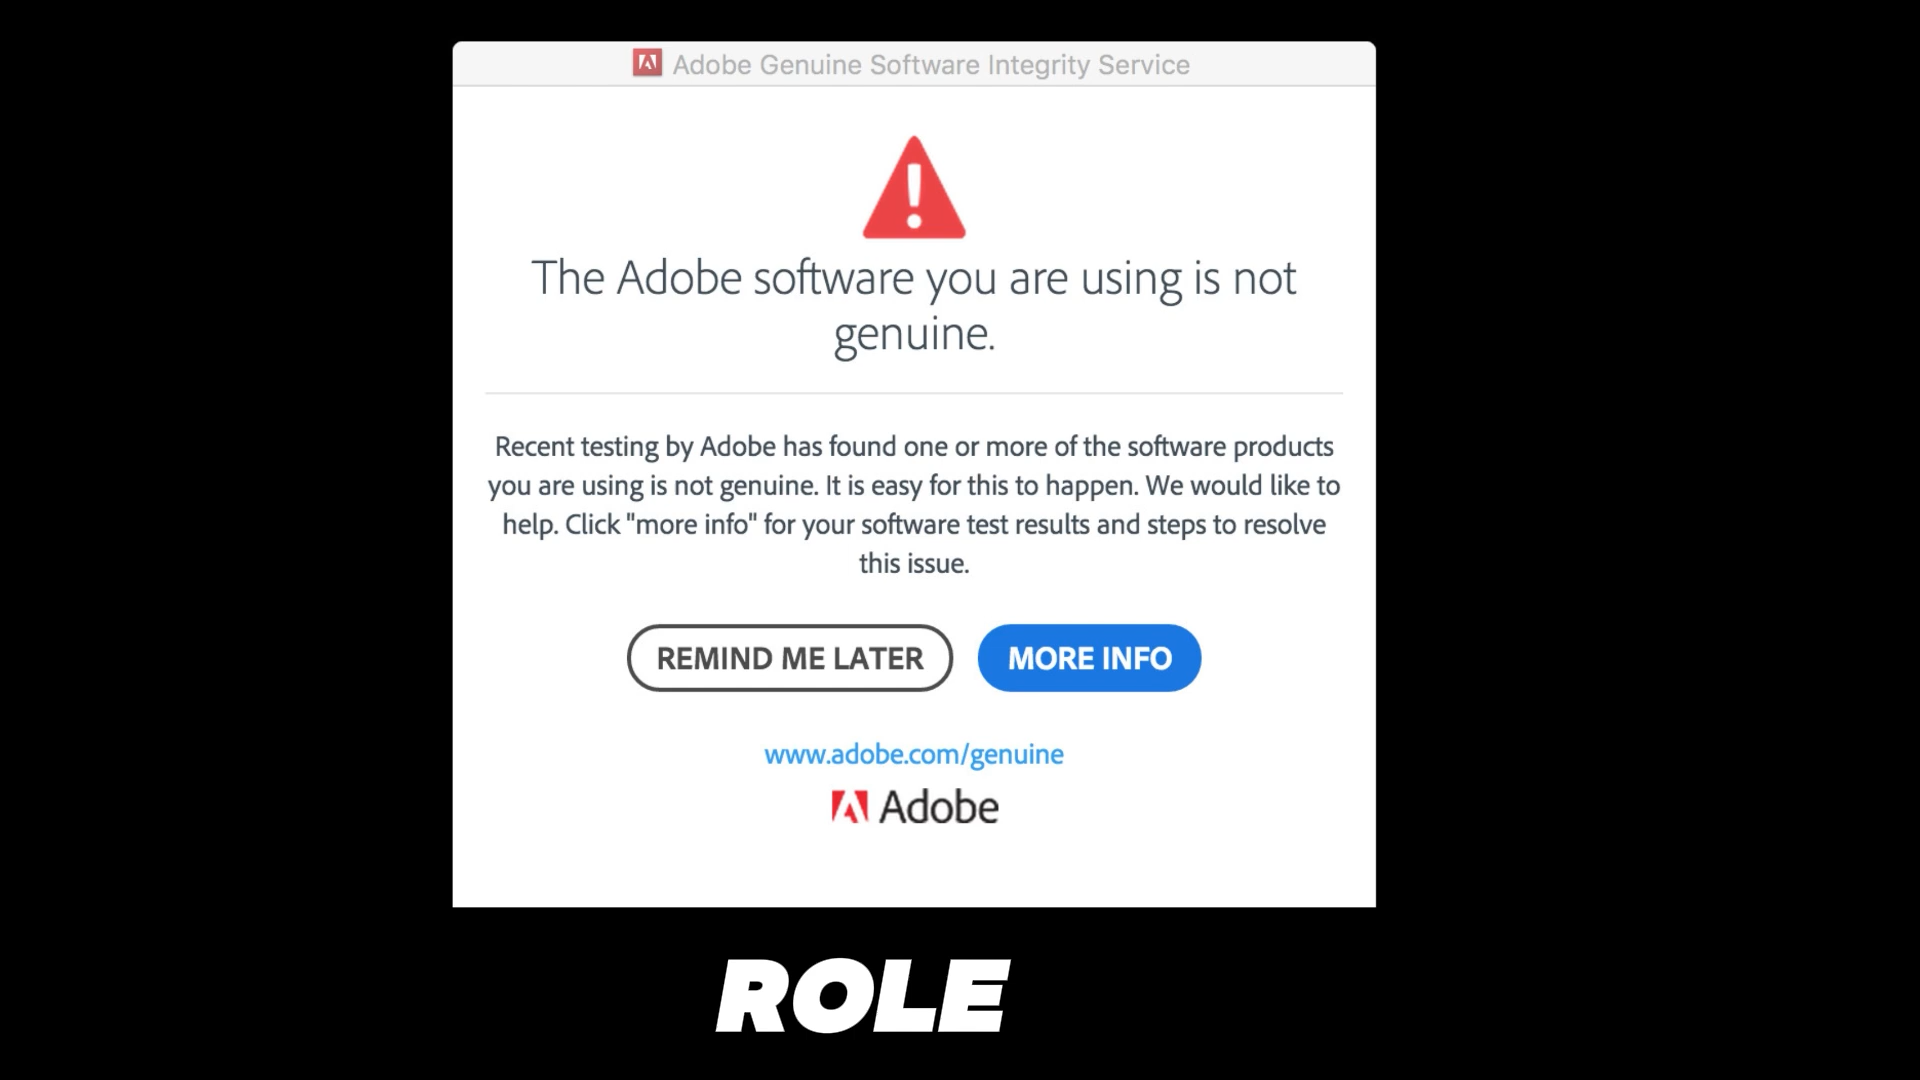 Adobe Genuine Software Integrity Service
The Adobe software you are using is not
genuine.
Recent testing by Adobe has found one or more of the software products
you are using is not genuine. It is easy for this to happen. We would like to
help. Click "more info" for your software test results and steps to resolve
this issue.
REMIND ME LATER MORE INFO
www.adobe.com/genuine
Adobe
ROLE